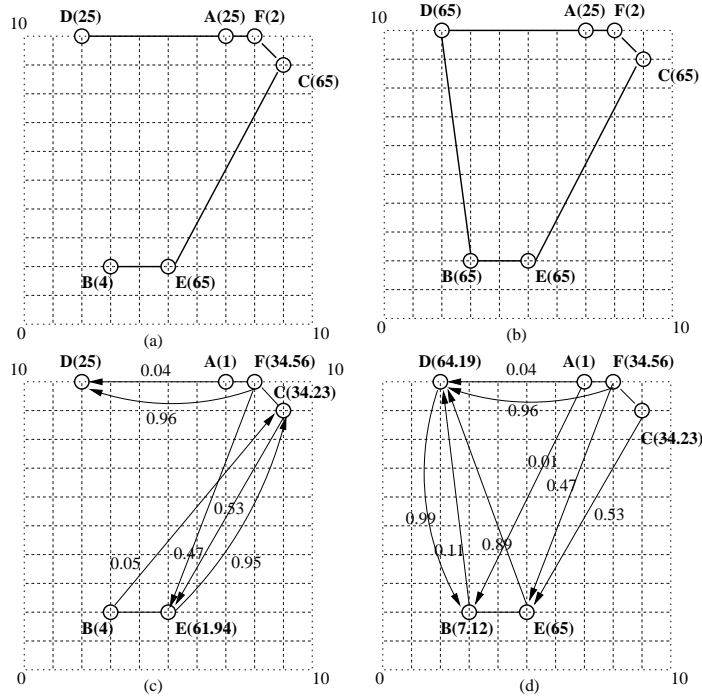 10 D(25) A(25) F(2)
C(65)
B(4) E(65)
0 (a) 10
10 D(65) A(25) F(2)
C(65)
B(65) E(65)
0 (b) 10
10 D(25) 0.04 A(1) F(34.56) 10
C(34.23)
0.96
0.53
0.47
0.05 0.95
B(4) E(61.94)
0 (c) 10
D(64.19) 0.04 A(1) F(34.56)
0.96
C(34.23)
0.01
0.47
0.99 0.53
0.11 0.89
B(7.12) E(65)
0 (d) 10